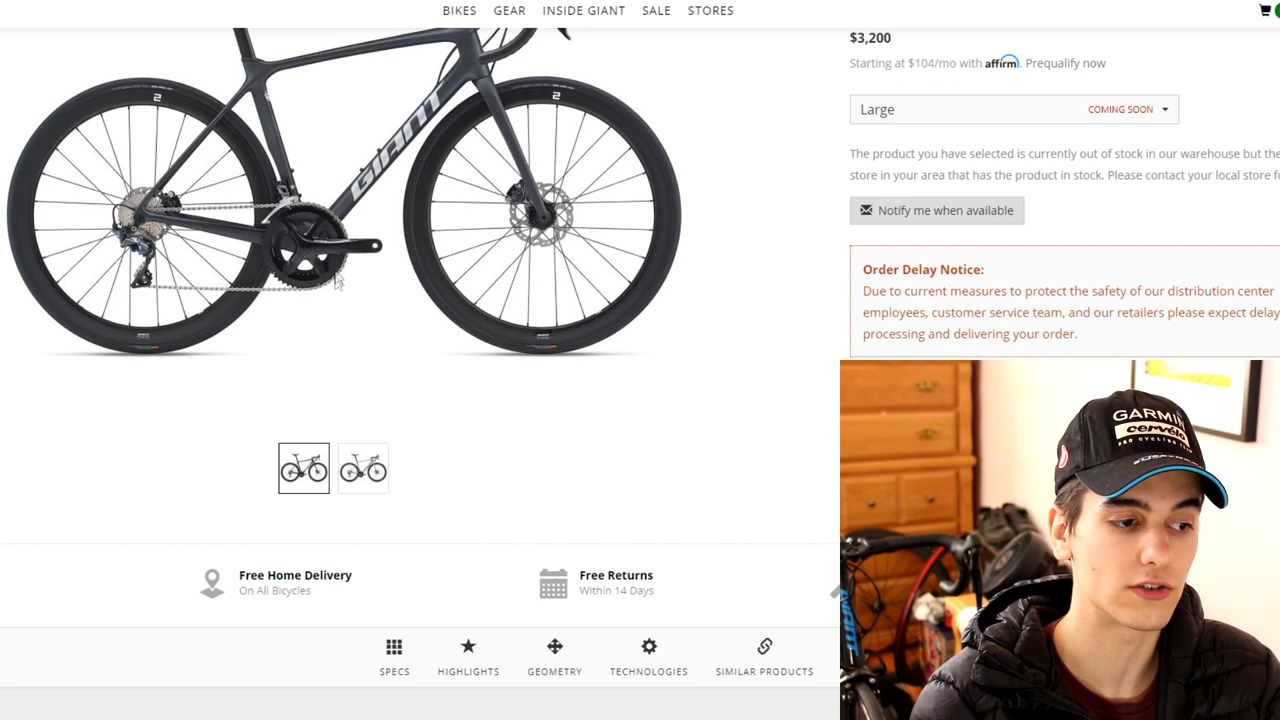 BIKES GEAR INSIDE GIANT SALE STORES
$3,200
Starting at $104/mo with affirm. Prequalify now
Large COMING SOON
The product you have selected is currently out of stock in our warehouse but the
store in your area that has the product in stock. Please contact your local store
Notify me when available
Order Delay Notice:
Due to current measures to protect the safety of our distribution center
employees, customer service team, and our retailers please expect delay
processing and delivering your order.
GIANT
2
2
Free Home Delivery
On All Bicycles
Free Returns
Within 14 Days
SPECS HIGHLIGHTS GEOMETRY TECHNOLOGIES SIMILAR PRODUCTS
GARMIN
cervélo
PRO CYCLING TEAM